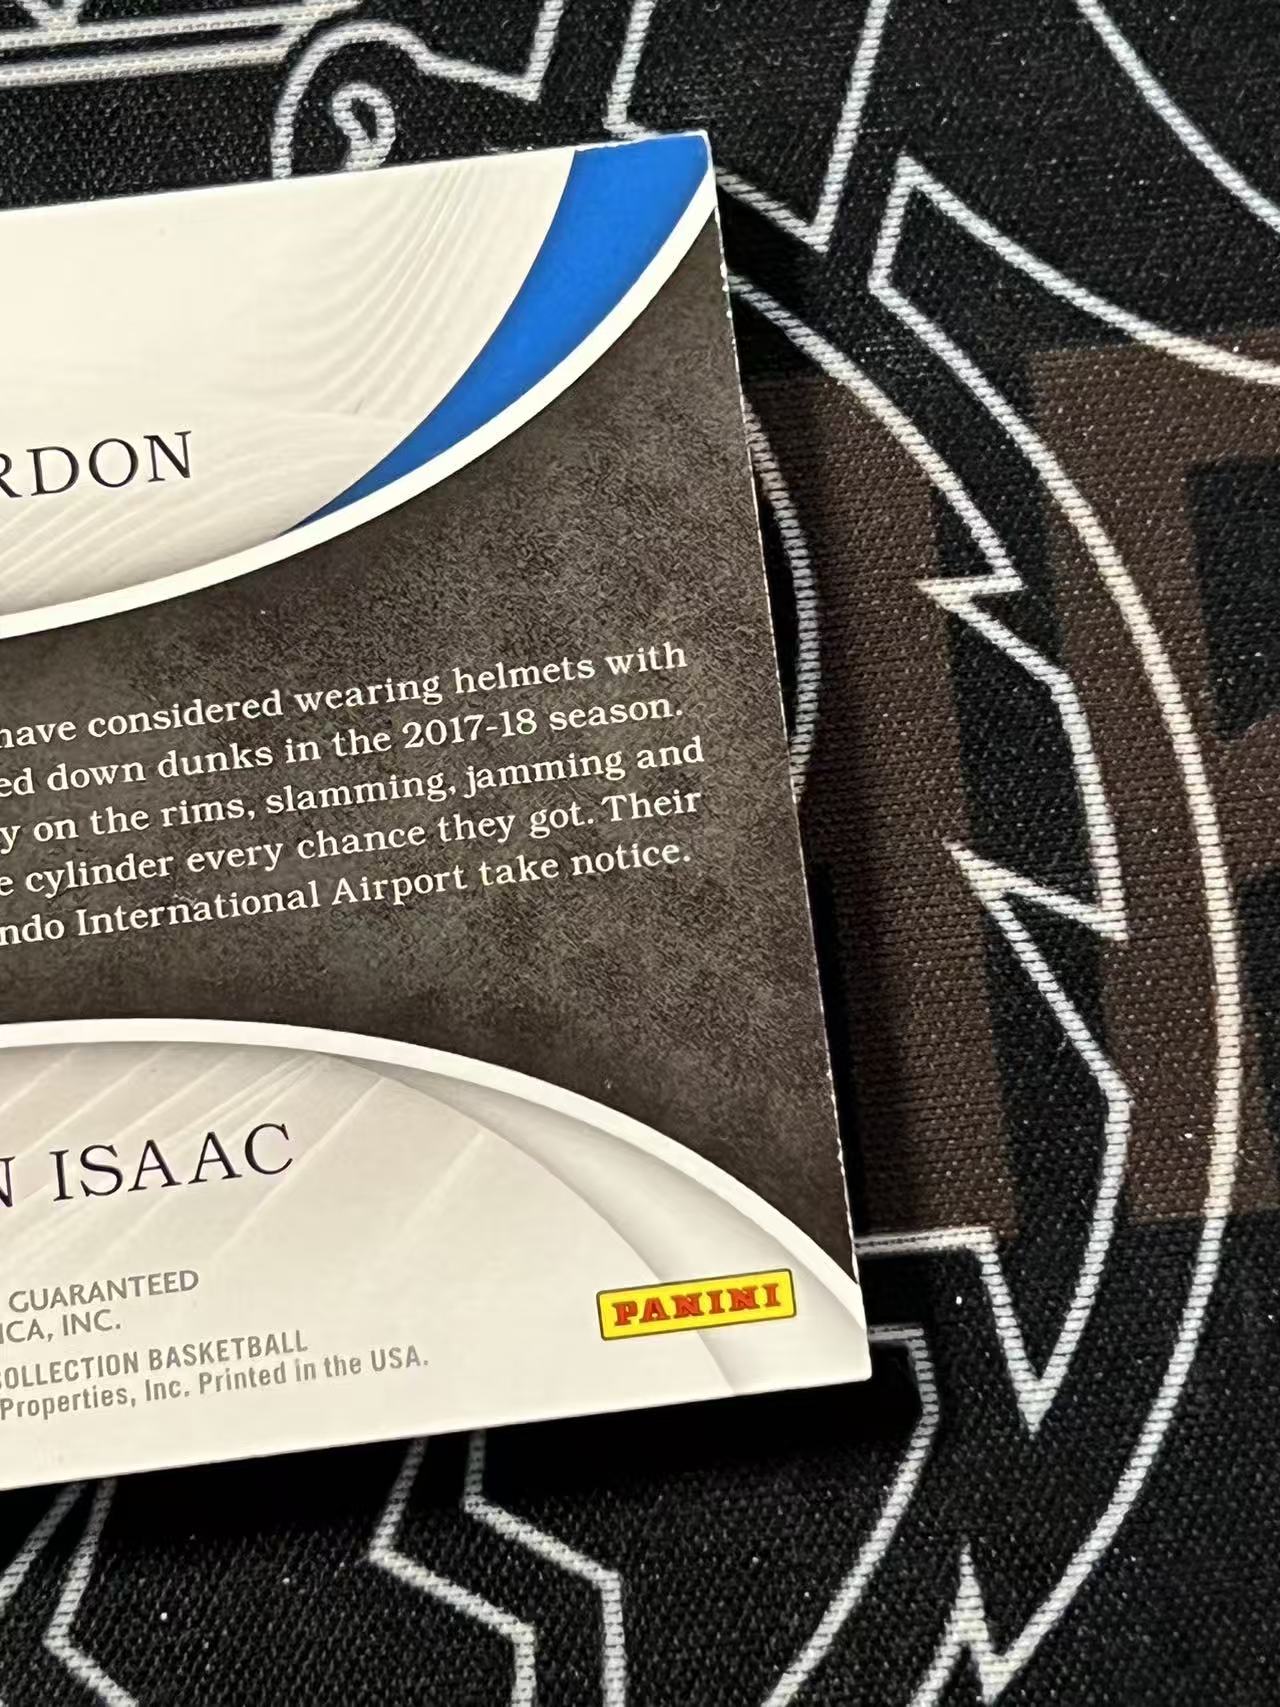 RDON
have considered wearing helmets with
ed down dunks in the 2017-18 season.
y on the rims, slamming, jamming and
e cylinder every chance they got. Their
ndo International Airport take notice.
N ISAAC
GUARANTEED
ICA, INC.
OLLECTION BASKETBALL
Properties, Inc. Printed in the USA.
PANINI